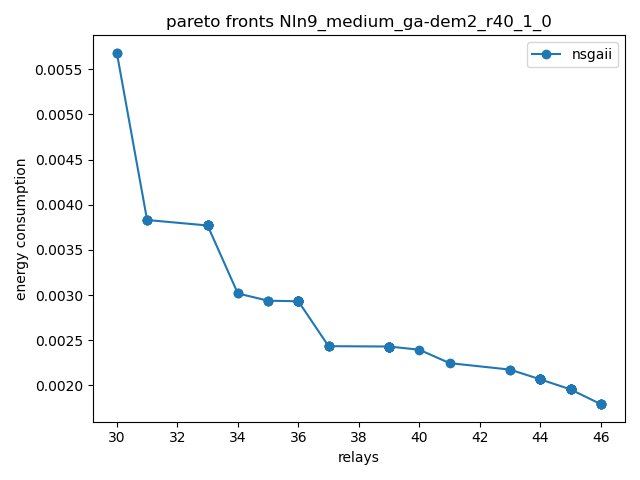 pareto fronts NIn9_medium_ga-dem2_r40_1_0
nsgaii
energy consumption
0.0055
0.0050
0.0045
0.0040
0.0035
0.0030
0.0025
0.0020
30 32 34 36 38 40 42 44 46
relays